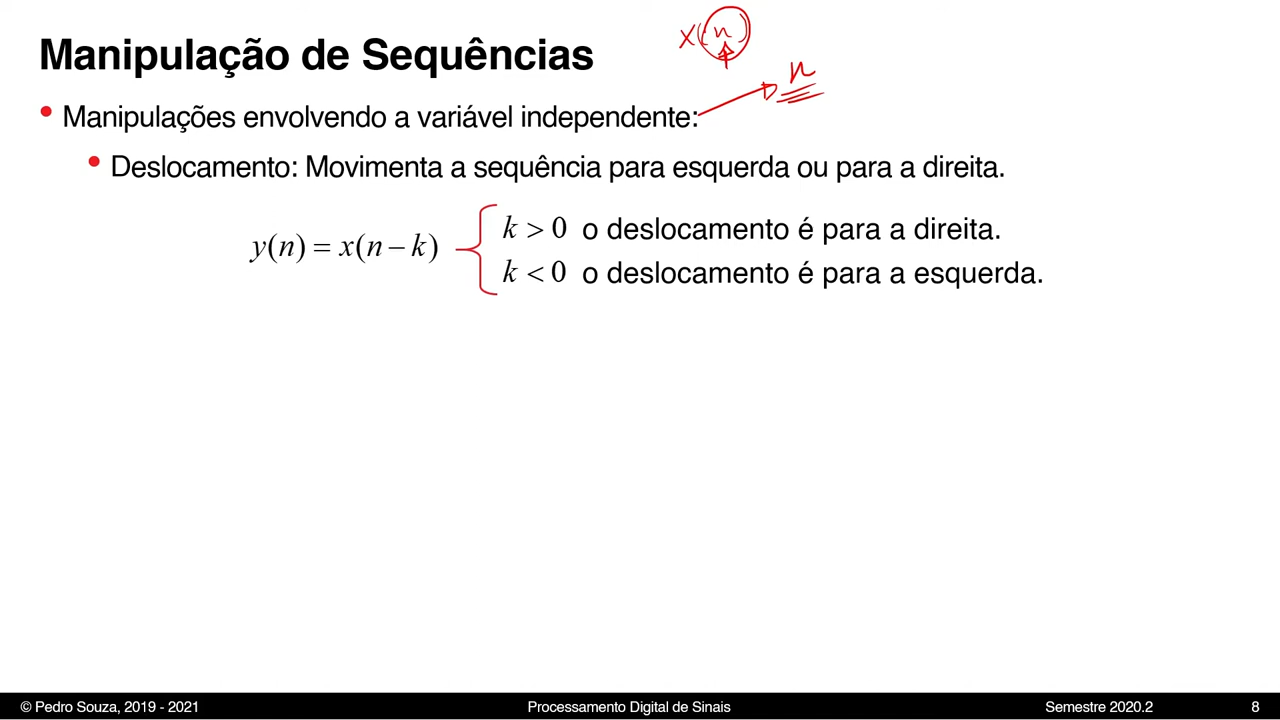 x(n)
Manipulação de Sequências
n
• Manipulações envolvendo a variável independente:
• Deslocamento: Movimenta a sequência para esquerda ou para a direita.
k > 0 o deslocamento é para a direita.
y(n) = x(n − k)
k < 0 o deslocamento é para a esquerda.
© Pedro Souza, 2019 - 2021 Processamento Digital de Sinais Semestre 2020.2 8